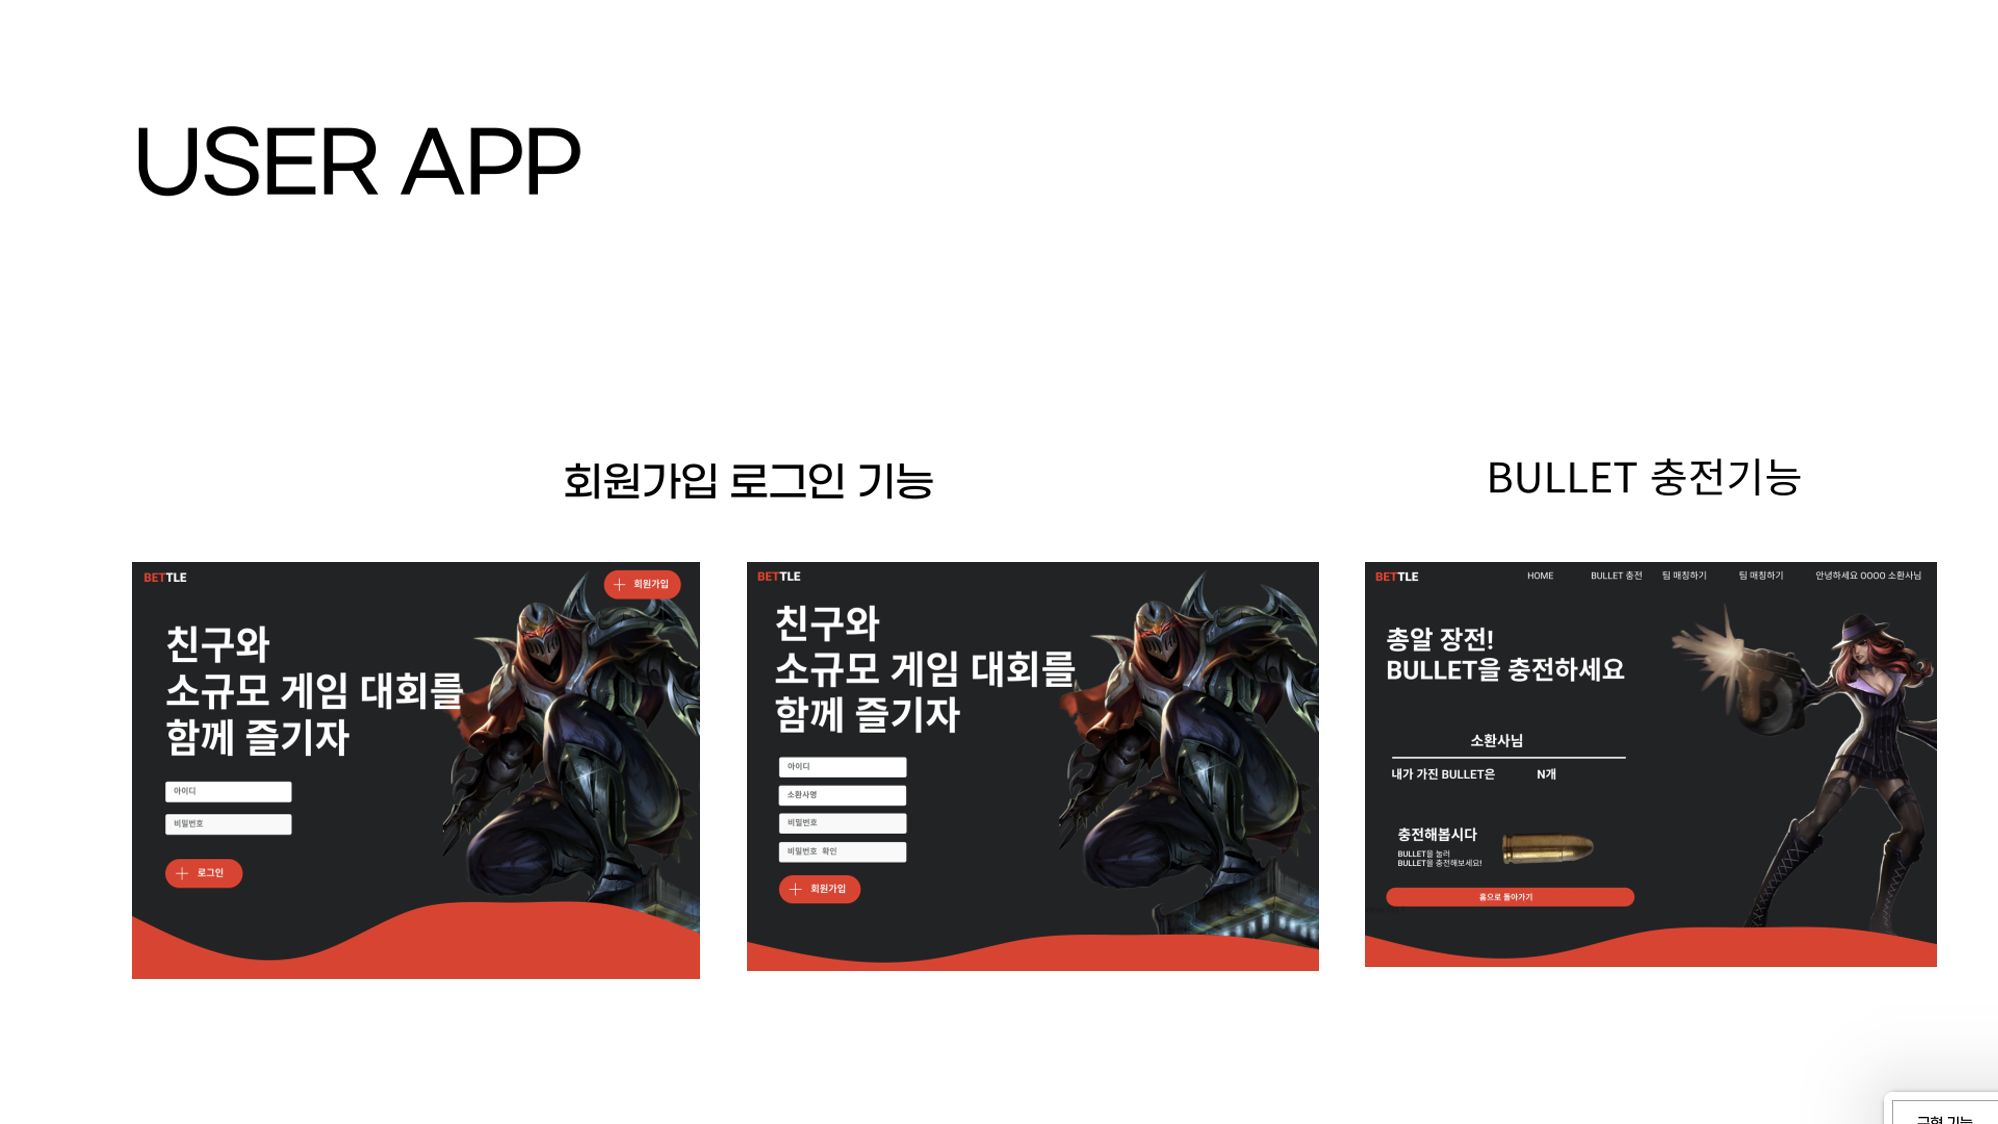 USER APP
회원가입 로그인 기능
BULLET 충전기능
BETTLE
회원가입
친구와
소규모 게임 대회를
함께 즐기자
아이디
비밀번호
로그인
BETTLE
친구와
소규모 게임 대회를
함께 즐기자
아이디
소환사명
비밀번호
비밀번호 확인
회원가입
BETTLE
HOME BULLET 충전 팀 매칭하기 팀 매칭하기 안녕하세요 OOOO 소환사님
총알 장전!
BULLET을 충전하세요
소환사님
내가 가진 BULLET은 N개
충전해봅시다
BULLET을 눌러
BULLET을 충전해보세요!
홈으로 돌아가기